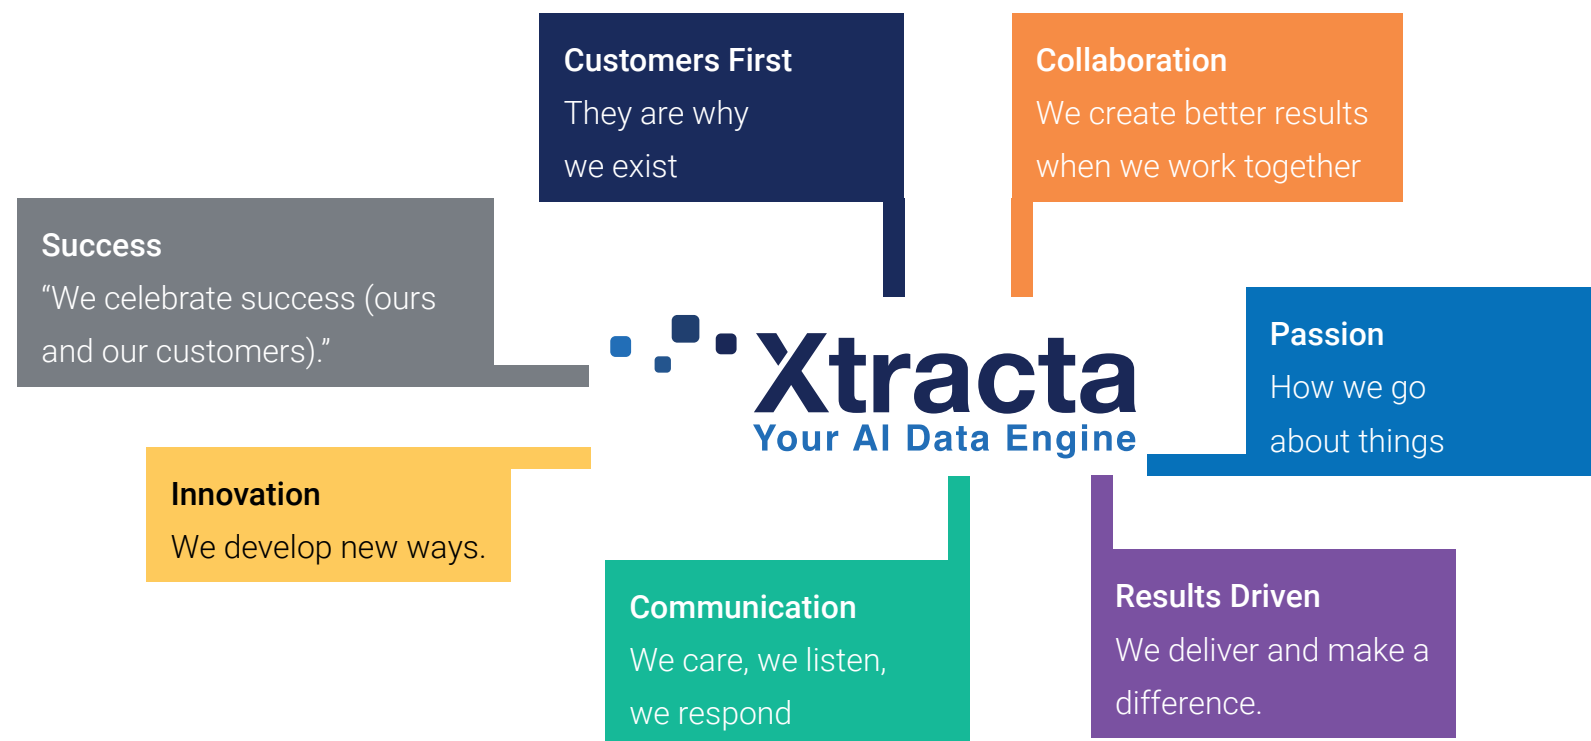 Customers First
They are why
we exist
Collaboration
We create better results
when we work together
Success
“We celebrate success (ours
and our customers).”
Xtracta
Your AI Data Engine
Passion
How we go
about things
Innovation
We develop new ways.
Communication
We care, we listen,
we respond
Results Driven
We deliver and make a
difference.